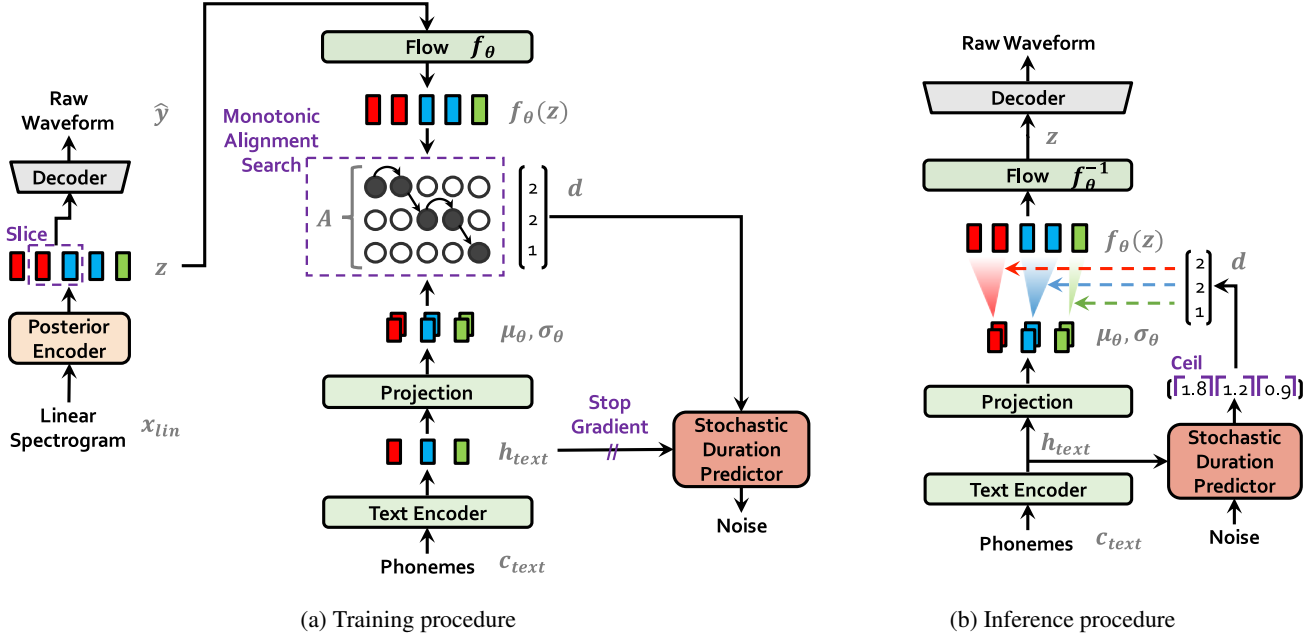 Flow f_θ
Raw
Waveform
ŷ
f_θ(z)
Monotonic
Alignment
Search
Decoder
A
2
2
1
d
Slice
z
Posterior
Encoder
μ_θ, σ_θ
Linear
Spectrogram
x_lin
Projection
Stop
Gradient
//
h_text
Stochastic
Duration
Predictor
Text Encoder
Noise
Phonemes
c_text
(a) Training procedure
Raw Waveform
Decoder
z
Flow f_θ^{-1}
f_θ(z)
2
2
1
d
μ_θ, σ_θ
Ceil
⌈1.8⌉ ⌈1.2⌉ ⌈0.9⌉
Projection
h_text
Stochastic
Duration
Predictor
Text Encoder
Phonemes
c_text
Noise
(b) Inference procedure